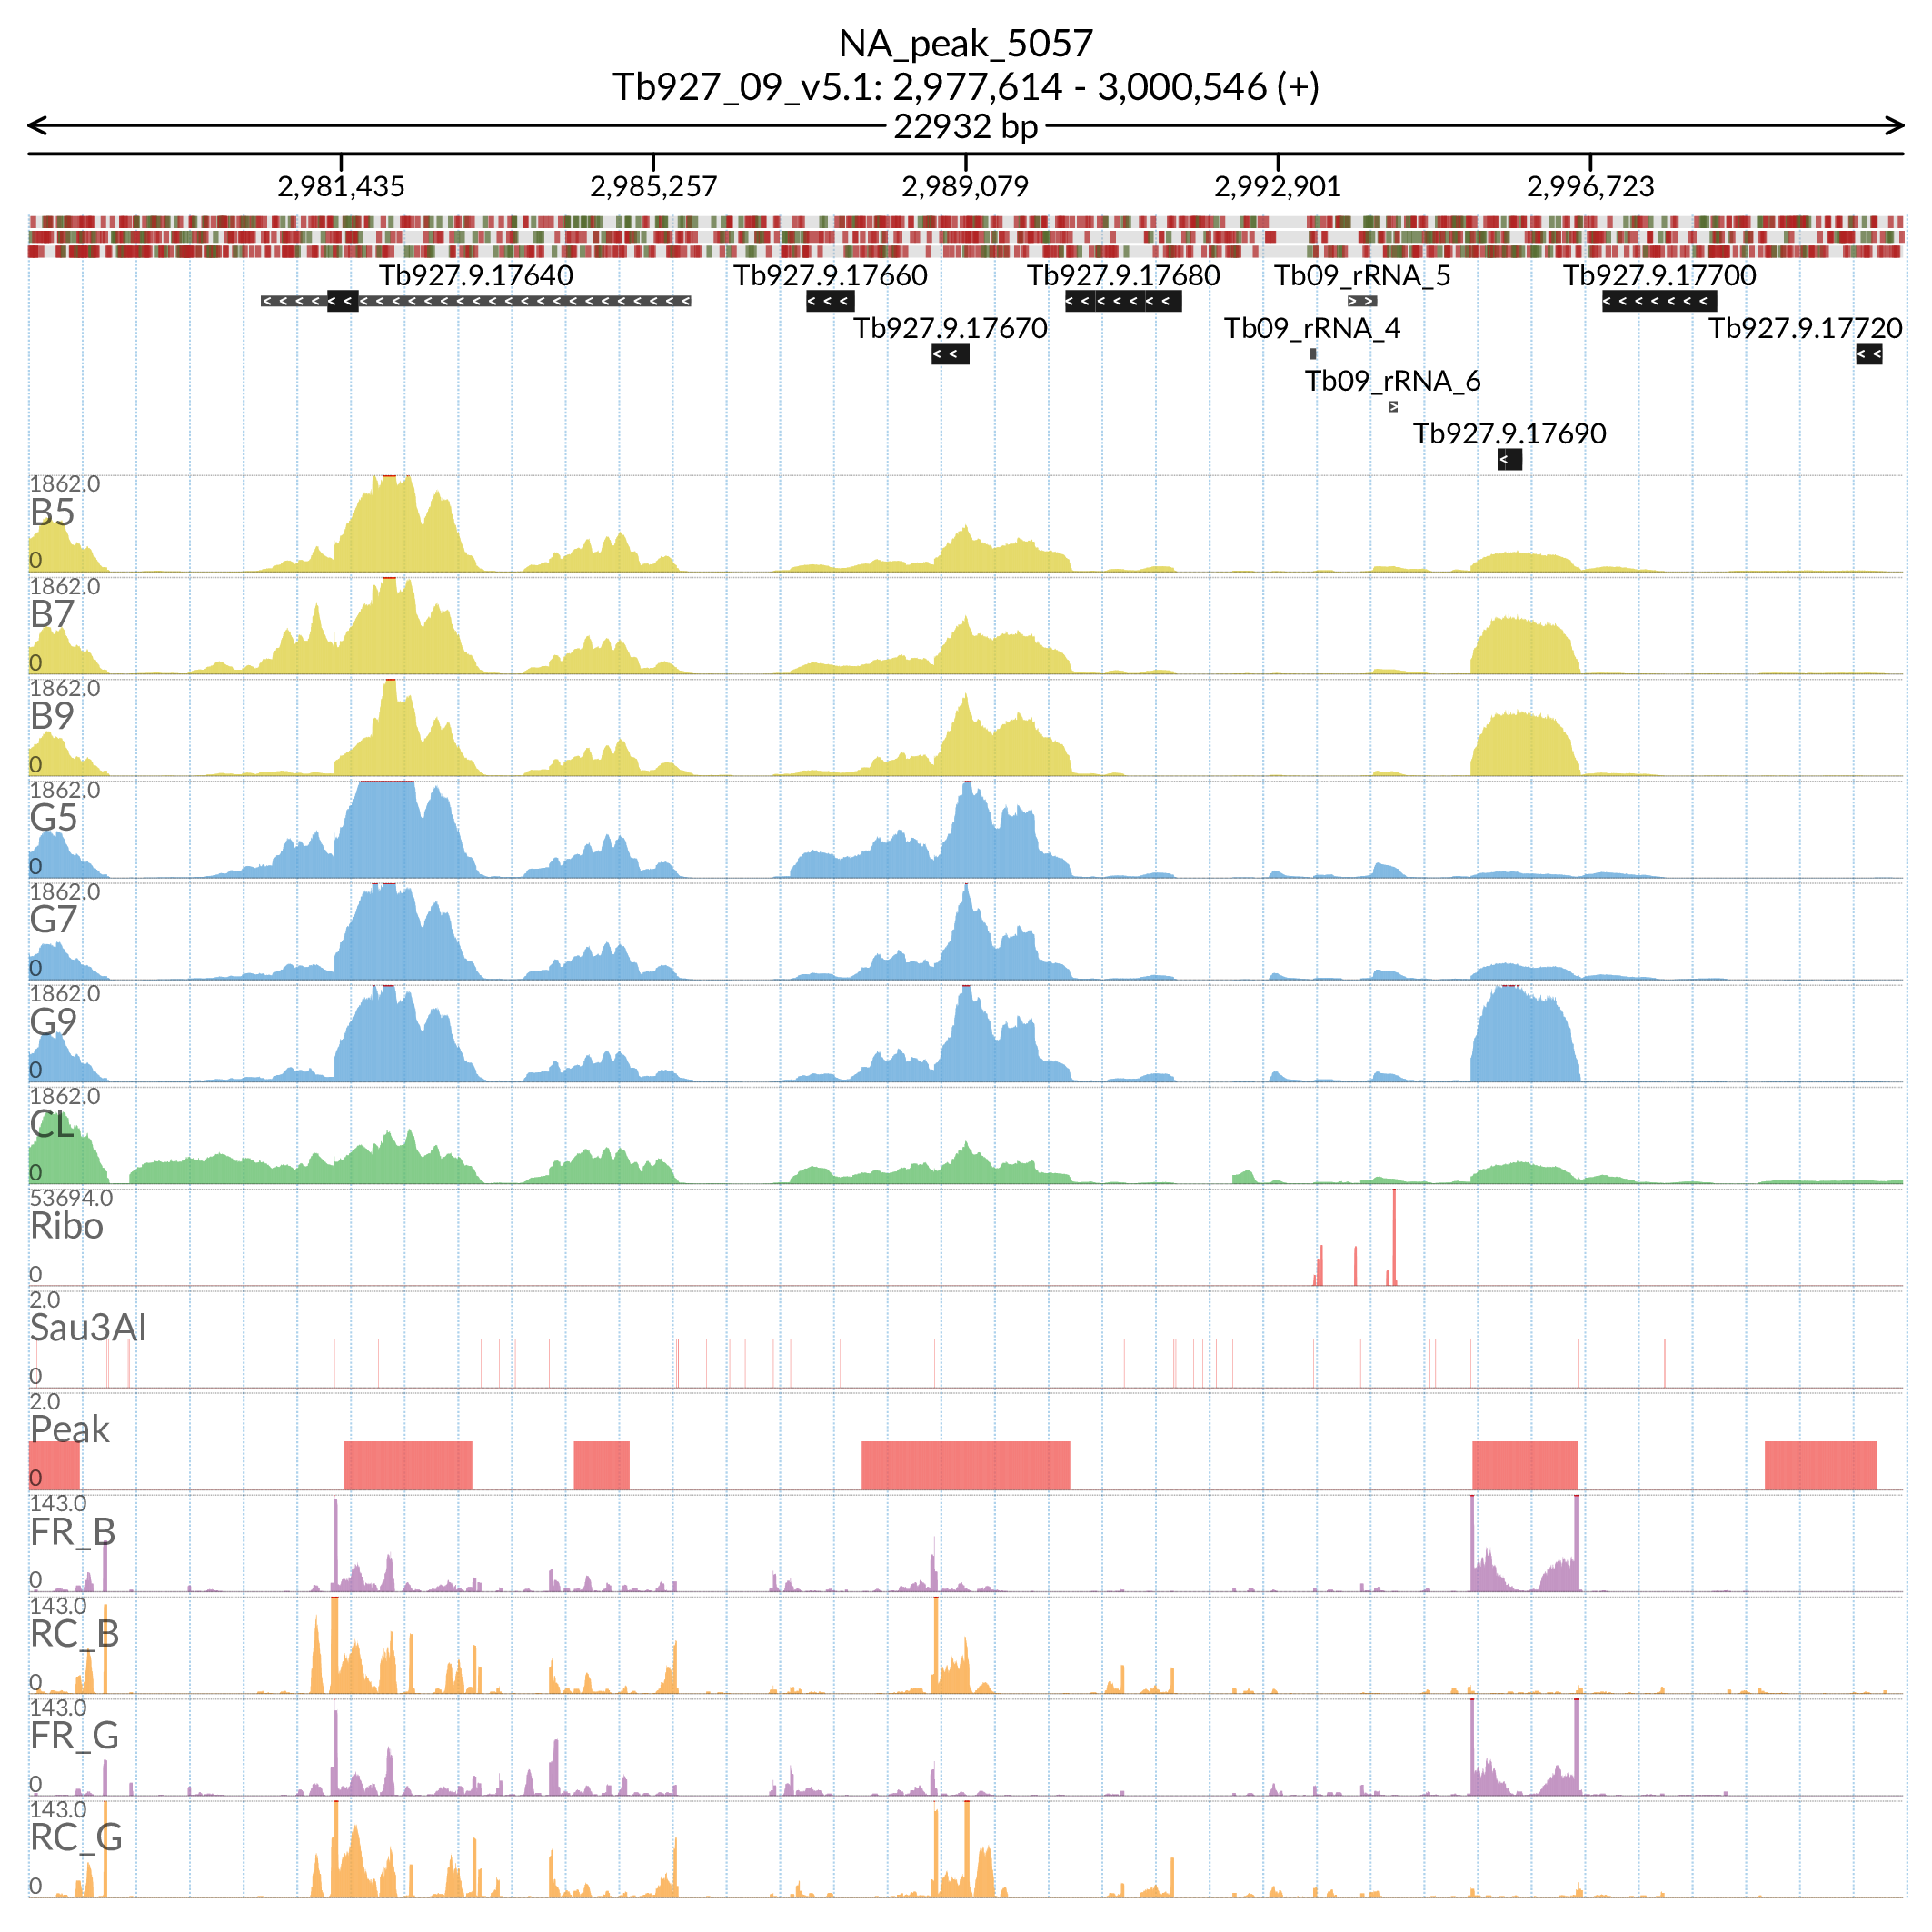 NA_peak_5057
Tb927_09_v5.1: 2,977,614 - 3,000,546 (+)
22932 bp
2,981,435 2,985,257 2,989,079 2,992,901 2,996,723
Tb927.9.17640 Tb927.9.17660 Tb927.9.17680 Tb09_rRNA_5 Tb927.9.17700
Tb927.9.17670 Tb09_rRNA_4 Tb927.9.17720
Tb09_rRNA_6
Tb927.9.17690
1862.0
B5
0
1862.0
B7
0
1862.0
B9
0
1862.0
G5
0
1862.0
G7
0
1862.0
G9
0
1862.0
CL
0
53694.0
Ribo
0
2.0
Sau3AI
0
2.0
Peak
0
143.0
FR_B
0
143.0
RC_B
0
143.0
FR_G
0
143.0
RC_G
0